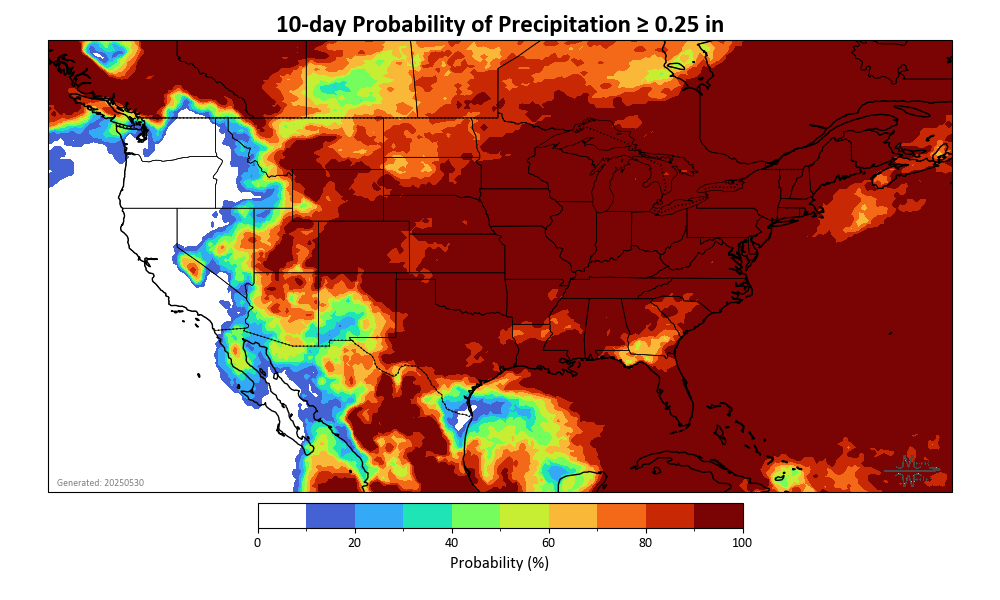 10-day Probability of Precipitation ≥ 0.25 in
Generated: 20250530
0 20 40 60 80 100
Probability (%)